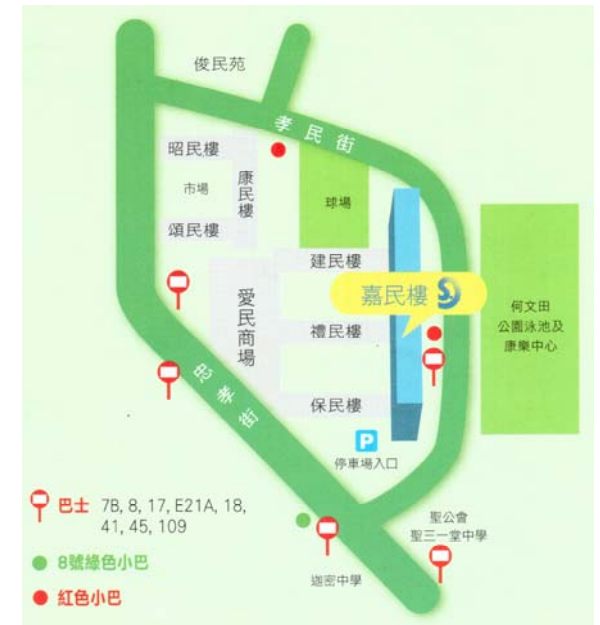 俊民苑
孝民街
昭民樓
康民樓
市場
頌民樓
球場
建民樓
嘉民樓
愛民商場
禮民樓
何文田
公園泳池及
康樂中心
忠孝街
保民樓
P
停車場入口
巴士 7B, 8, 17, E21A, 18,
41, 45, 109
8號綠色小巴
紅色小巴
迦密中學
聖公會
聖三一堂中學